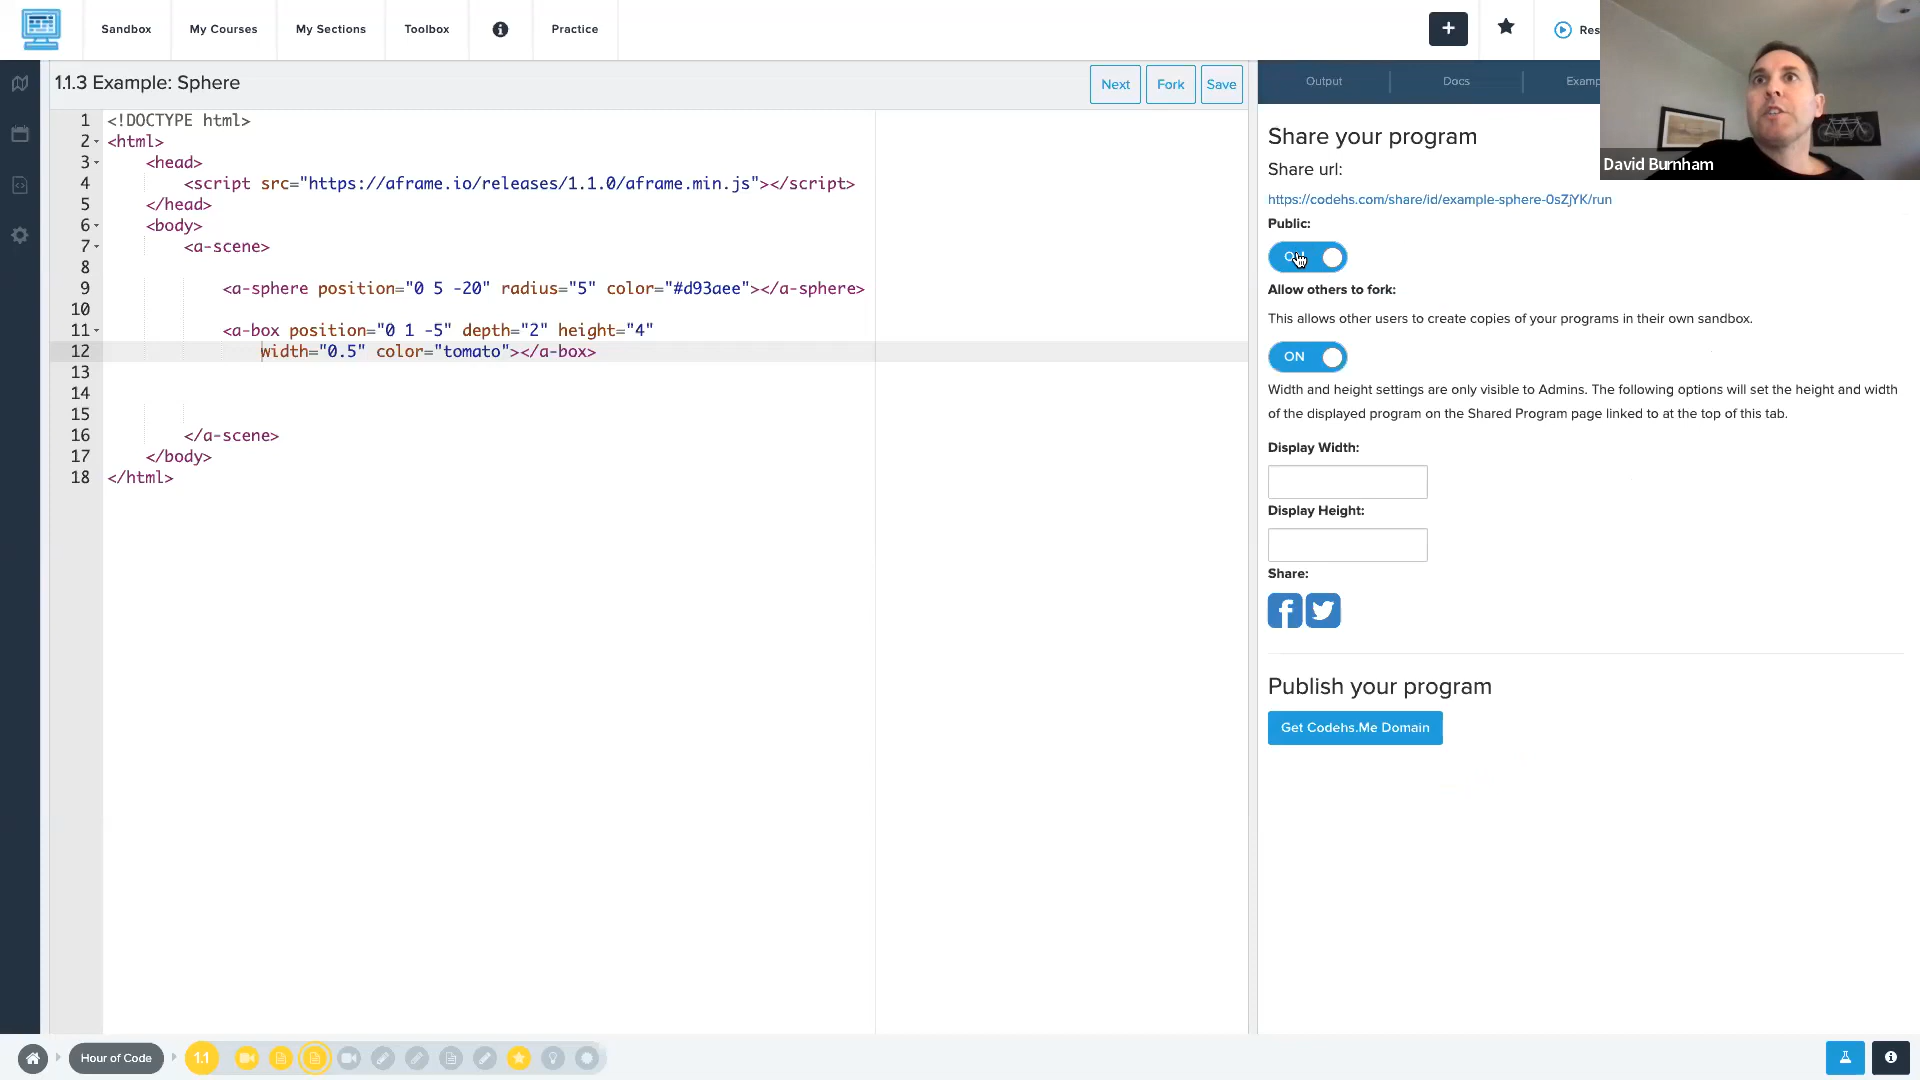 Sandbox
My Courses
My Sections
Toolbox
Practice
Res
1.1.3 Example: Sphere
Next
Fork
Save
Output
Docs
Examp
1 <!DOCTYPE html>
2 <html>
3 <head>
4 <script src="https://aframe.io/releases/1.1.0/aframe.min.js"></script>
5 </head>
6 <body>
7 <a-scene>
8
9 <a-sphere position="0 5 -20" radius="5" color="#d93aee"></a-sphere>
10
11 <a-box position="0 1 -5" depth="2" height="4"
12 width="0.5" color="tomato"></a-box>
13
14
15
16 </a-scene>
17 </body>
18 </html>
Share your program
Share url:
https://codehs.com/share/id/example-sphere-0sZjYK/run
Public:
Allow others to fork:
This allows other users to create copies of your programs in their own sandbox.
ON
Width and height settings are only visible to Admins. The following options will set the height and width
of the displayed program on the Shared Program page linked to at the top of this tab.
Display Width:
Display Height:
Share:
Publish your program
Get Codehs.Me Domain
David Burnham
Hour of Code
1.1